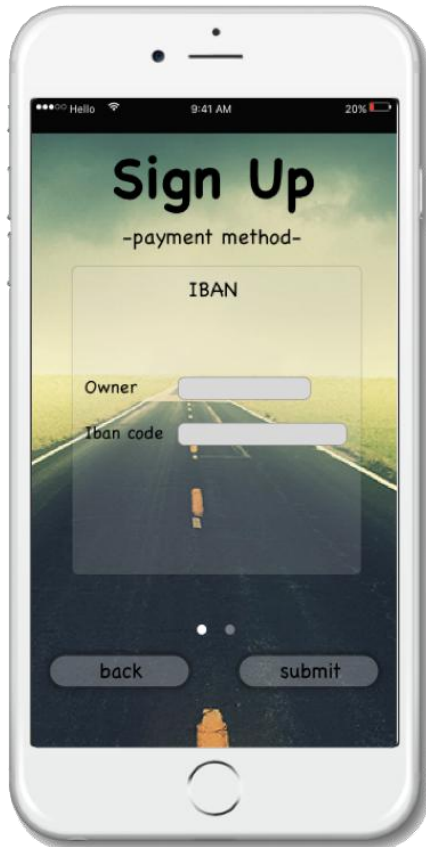 Hello 9:41 AM 20%
Sign Up
-payment method-
IBAN
Owner
Iban code
back submit